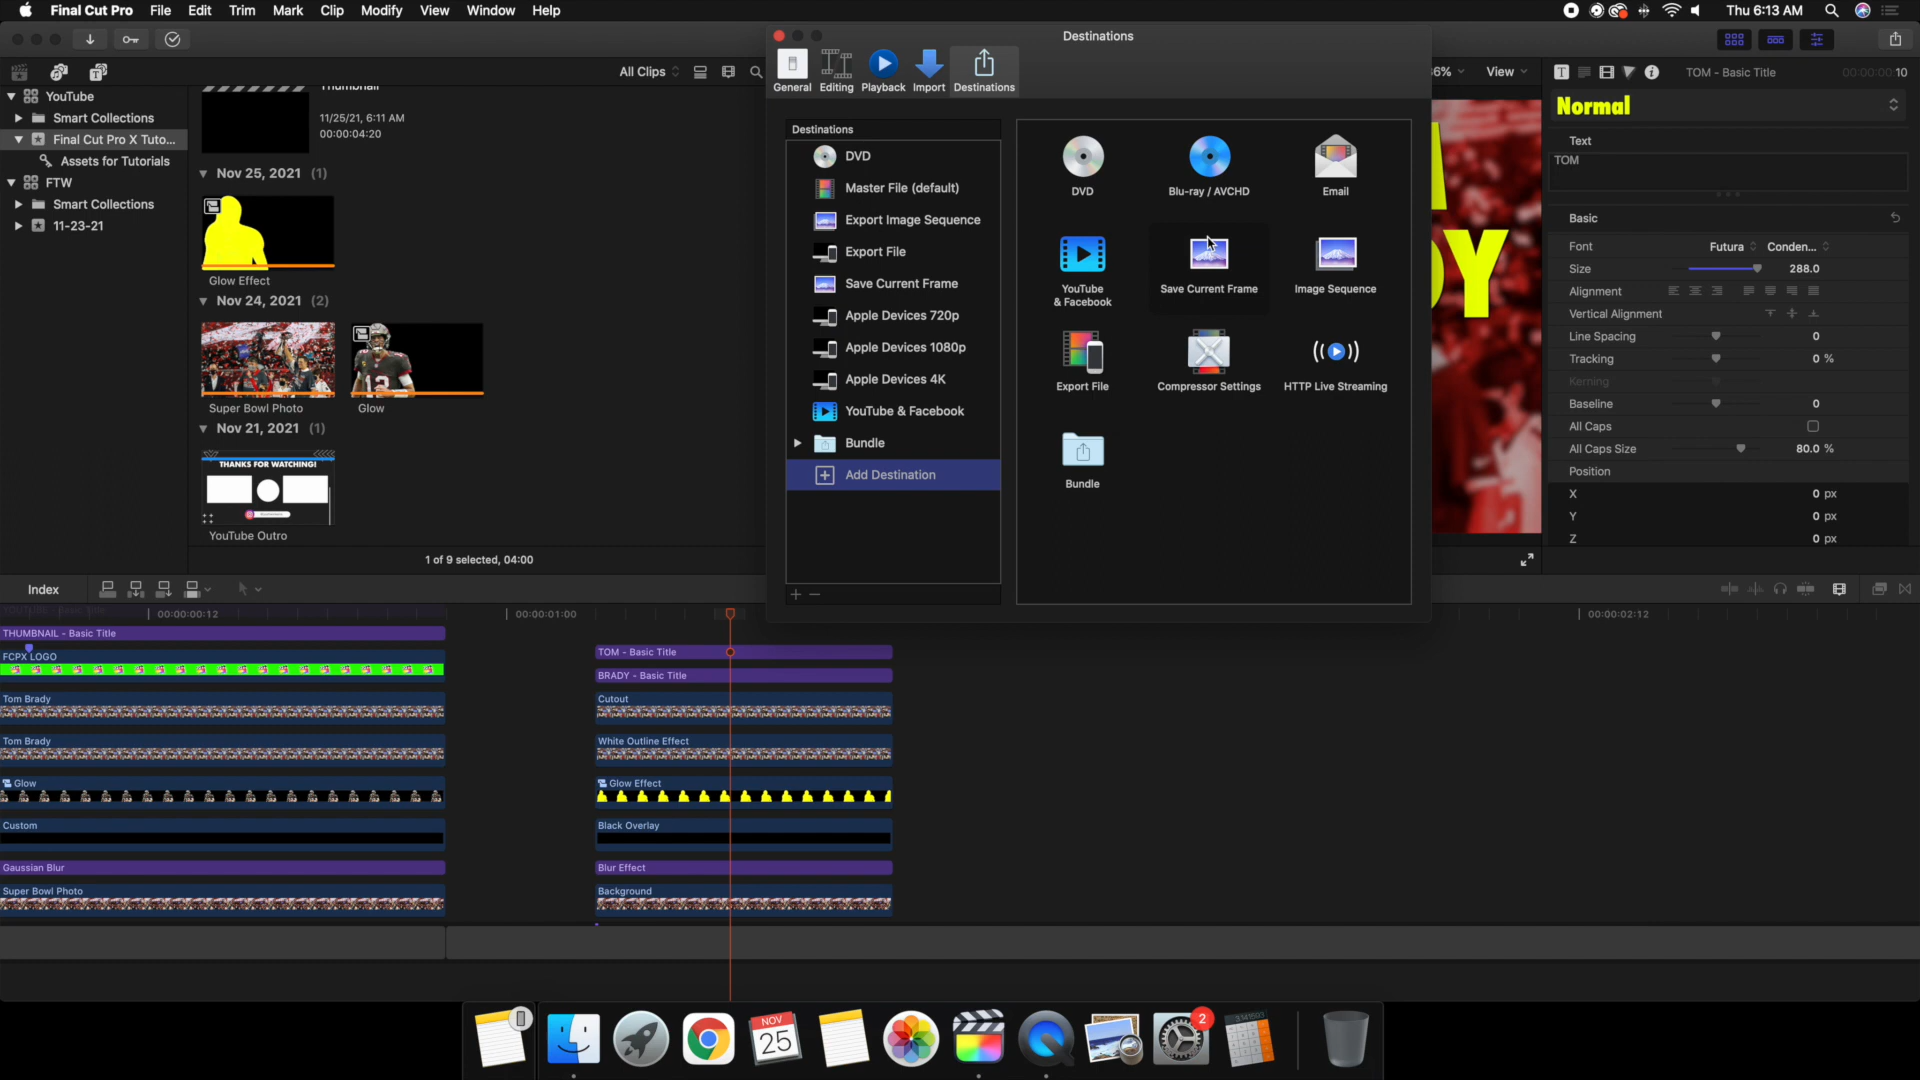 Final Cut Pro File Edit Trim Mark Clip Modify View Window Help
Thu 6:13 AM
Destinations
General Editing Playback Import Destinations
All Clips
View
TOM - Basic Title
00:00:00:10
YouTube
Smart Collections
Final Cut Pro X Tuto...
Assets for Tutorials
FTW
Smart Collections
11-23-21
Thumbnail
11/25/21, 6:11 AM
00:00:04:20
Nov 25, 2021 (1)
Glow Effect
Nov 24, 2021 (2)
Super Bowl Photo
Glow
Nov 21, 2021 (1)
THANKS FOR WATCHING!
YouTube Outro
1 of 9 selected, 04:00
Destinations
DVD
Master File (default)
Export Image Sequence
Export File
Save Current Frame
Apple Devices 720p
Apple Devices 1080p
Apple Devices 4K
YouTube & Facebook
Bundle
Add Destination
DVD
Blu-ray / AVCHD
Email
YouTube
& Facebook
Save Current Frame
Image Sequence
Export File
Compressor Settings
HTTP Live Streaming
Bundle
Normal
Text
TOM
Basic
Font Futura Conden...
Size 288.0
Alignment
Vertical Alignment
Line Spacing 0
Tracking 0 %
Kerning
Baseline 0
All Caps
All Caps Size 80.0 %
Position
X 0 px
Y 0 px
Z 0 px
Index
00:00:00:12
00:00:01:00
00:00:02:12
YOUTUBE - Basic Title
THUMBNAIL - Basic Title
FCPX LOGO
Tom Brady
Tom Brady
Glow
Custom
Gaussian Blur
Super Bowl Photo
TOM - Basic Title
BRADY - Basic Title
Cutout
White Outline Effect
Glow Effect
Black Overlay
Blur Effect
Background
NOV
25
2